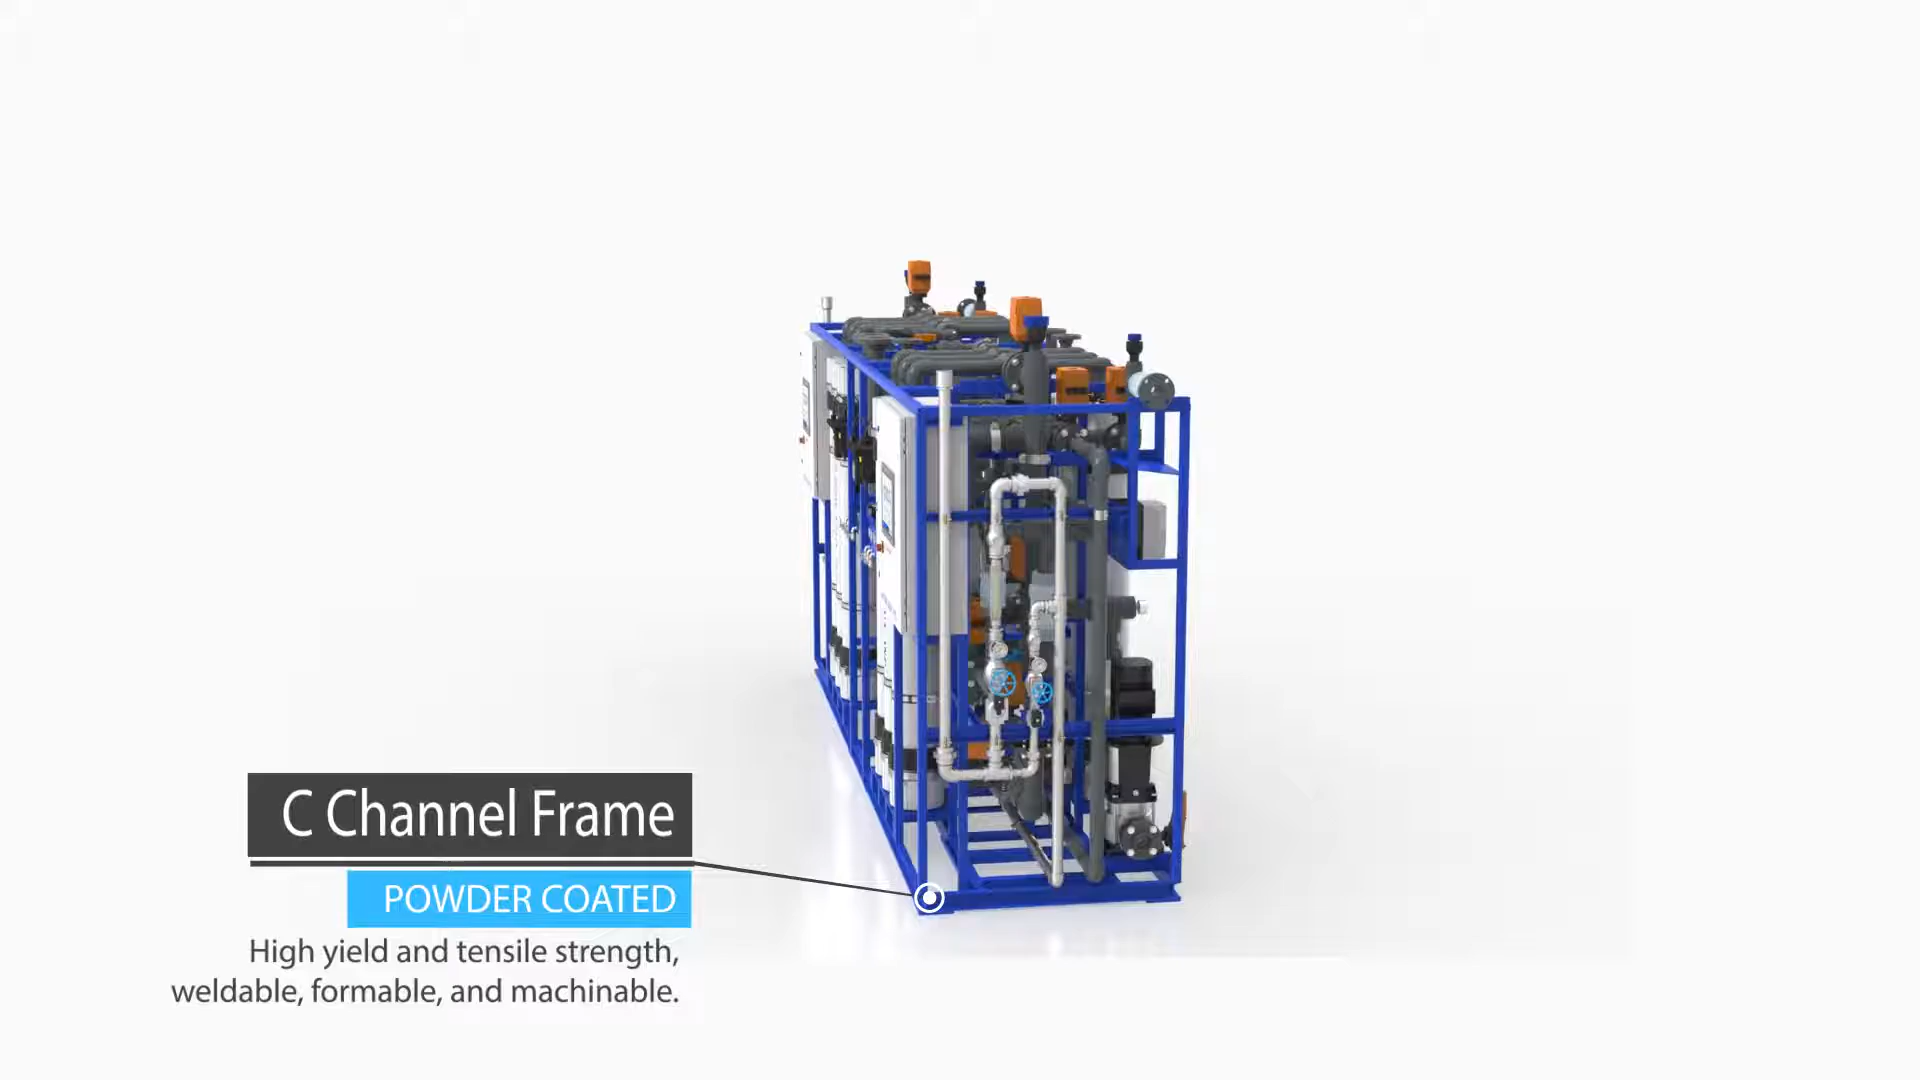 C Channel Frame
POWDER COATED
High yield and tensile strength,
weldable, formable, and machinable.